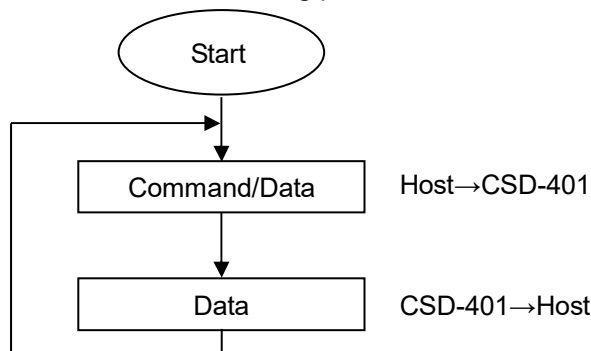 Start
Command/Data Host→CSD-401
Data CSD-401→Host